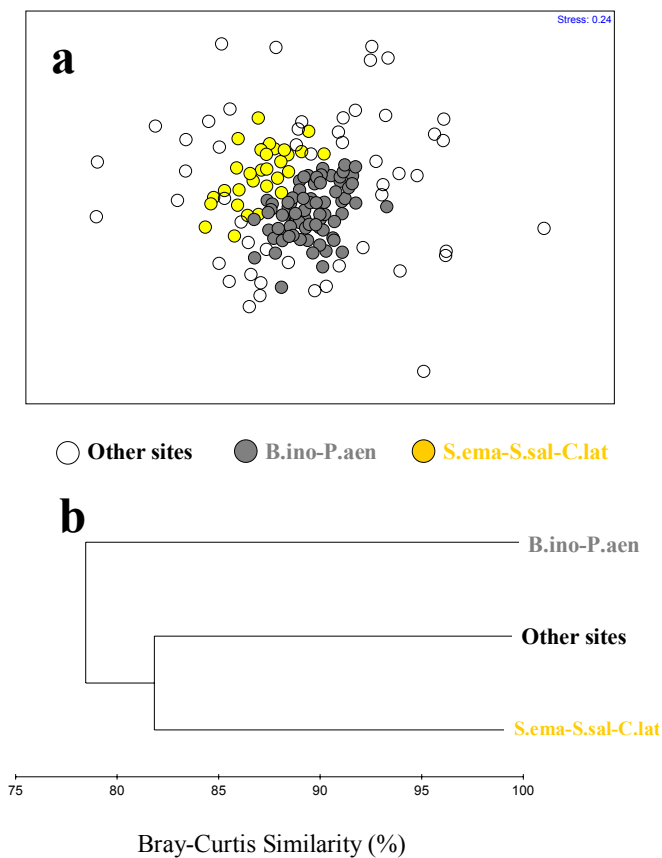 Stress: 0.24
a
Other sites B.ino-P.aen S.ema-S.sal-C.lat
b
B.ino-P.aen
Other sites
S.ema-S.sal-C.lat
75 80 85 90 95 100
Bray-Curtis Similarity (%)